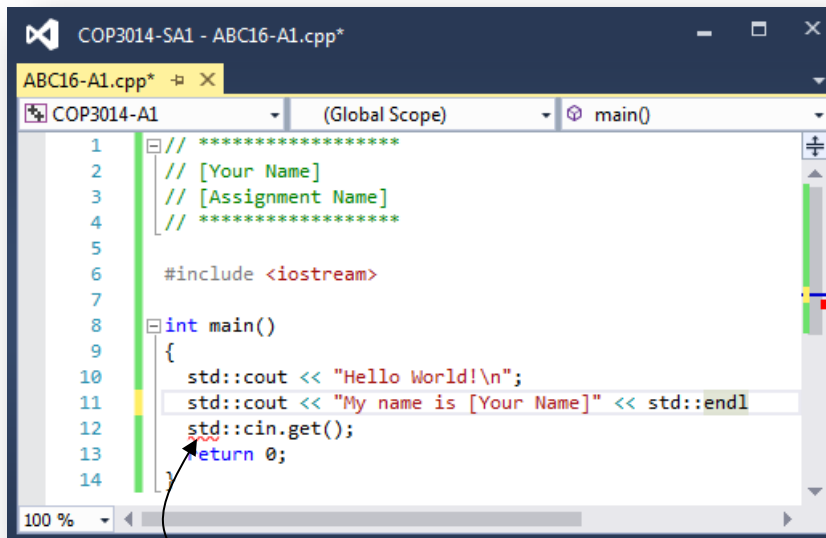 COP3014-SA1 - ABC16-A1.cpp*
ABC16-A1.cpp*
COP3014-A1 (Global Scope) main()
1 // ******************
2 // [Your Name]
3 // [Assignment Name]
4 // ******************
5
6 #include <iostream>
7
8 int main()
9 {
10 std::cout << "Hello World!\n";
11 std::cout << "My name is [Your Name]" << std::endl
12 std::cin.get();
13 return 0;
14 }
100 %